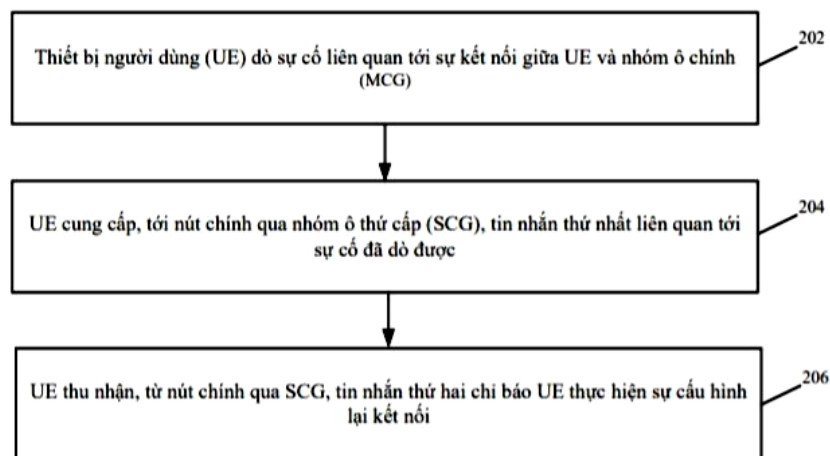 202
Thiết bị người dùng (UE) dò sự cố liên quan tới sự kết nối giữa UE và nhóm ô chính
(MCG)
204
UE cung cấp, tới nút chính qua nhóm ô thứ cấp (SCG), tin nhắn thứ nhất liên quan tới
sự cố đã dò được
206
UE thu nhận, từ nút chính qua SCG, tin nhắn thứ hai chỉ báo UE thực hiện sự cấu hình
lại kết nối